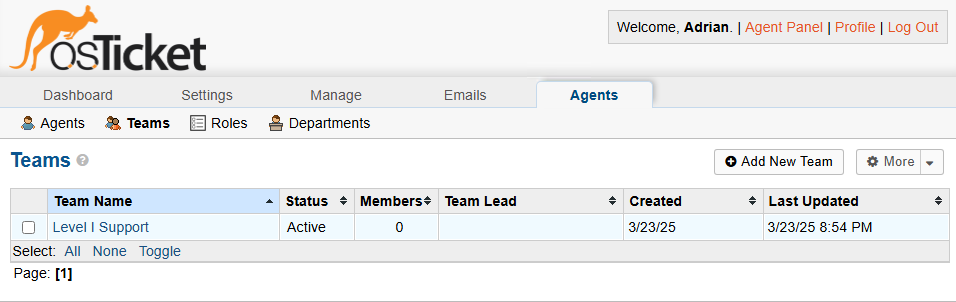 osTicket
Welcome, Adrian. | Agent Panel | Profile | Log Out
Dashboard Settings Manage Emails Agents
Agents Teams Roles Departments
Teams ?
Add New Team More
Team Name Status Members Team Lead Created Last Updated
Level I Support Active 0 3/23/25 3/23/25 8:54 PM
Select: All None Toggle
Page: [1]